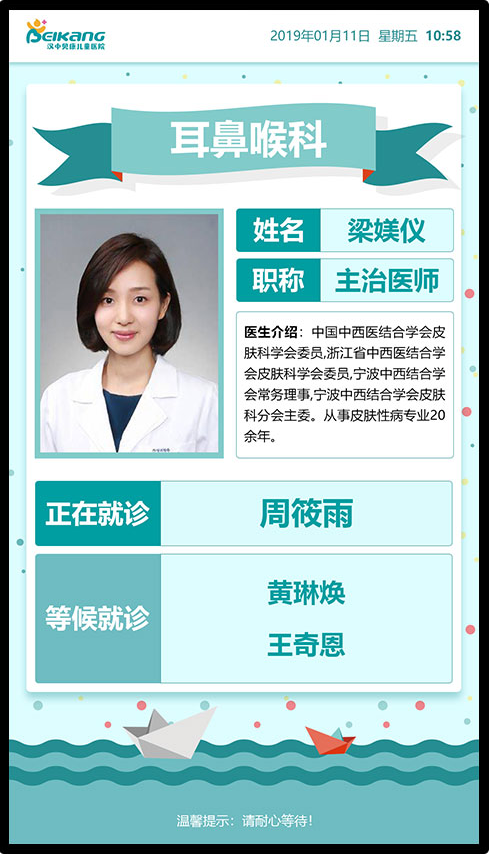 BEIKANG
汉中贝康儿童医院
2019年01月11日 星期五 10:58
耳鼻喉科
姓名 梁媄仪
职称 主治医师
医生介绍：中国中西医结合学会皮
肤科学会委员,浙江省中西医结合学
会皮肤科学会委员,宁波中西结合学
会常务理事,宁波中西结合学会皮肤
科分会主委。从事皮肤性病专业20
余年。
正在就诊 周筱雨
等候就诊
黄琳焕
王奇恩
温馨提示：请耐心等待！